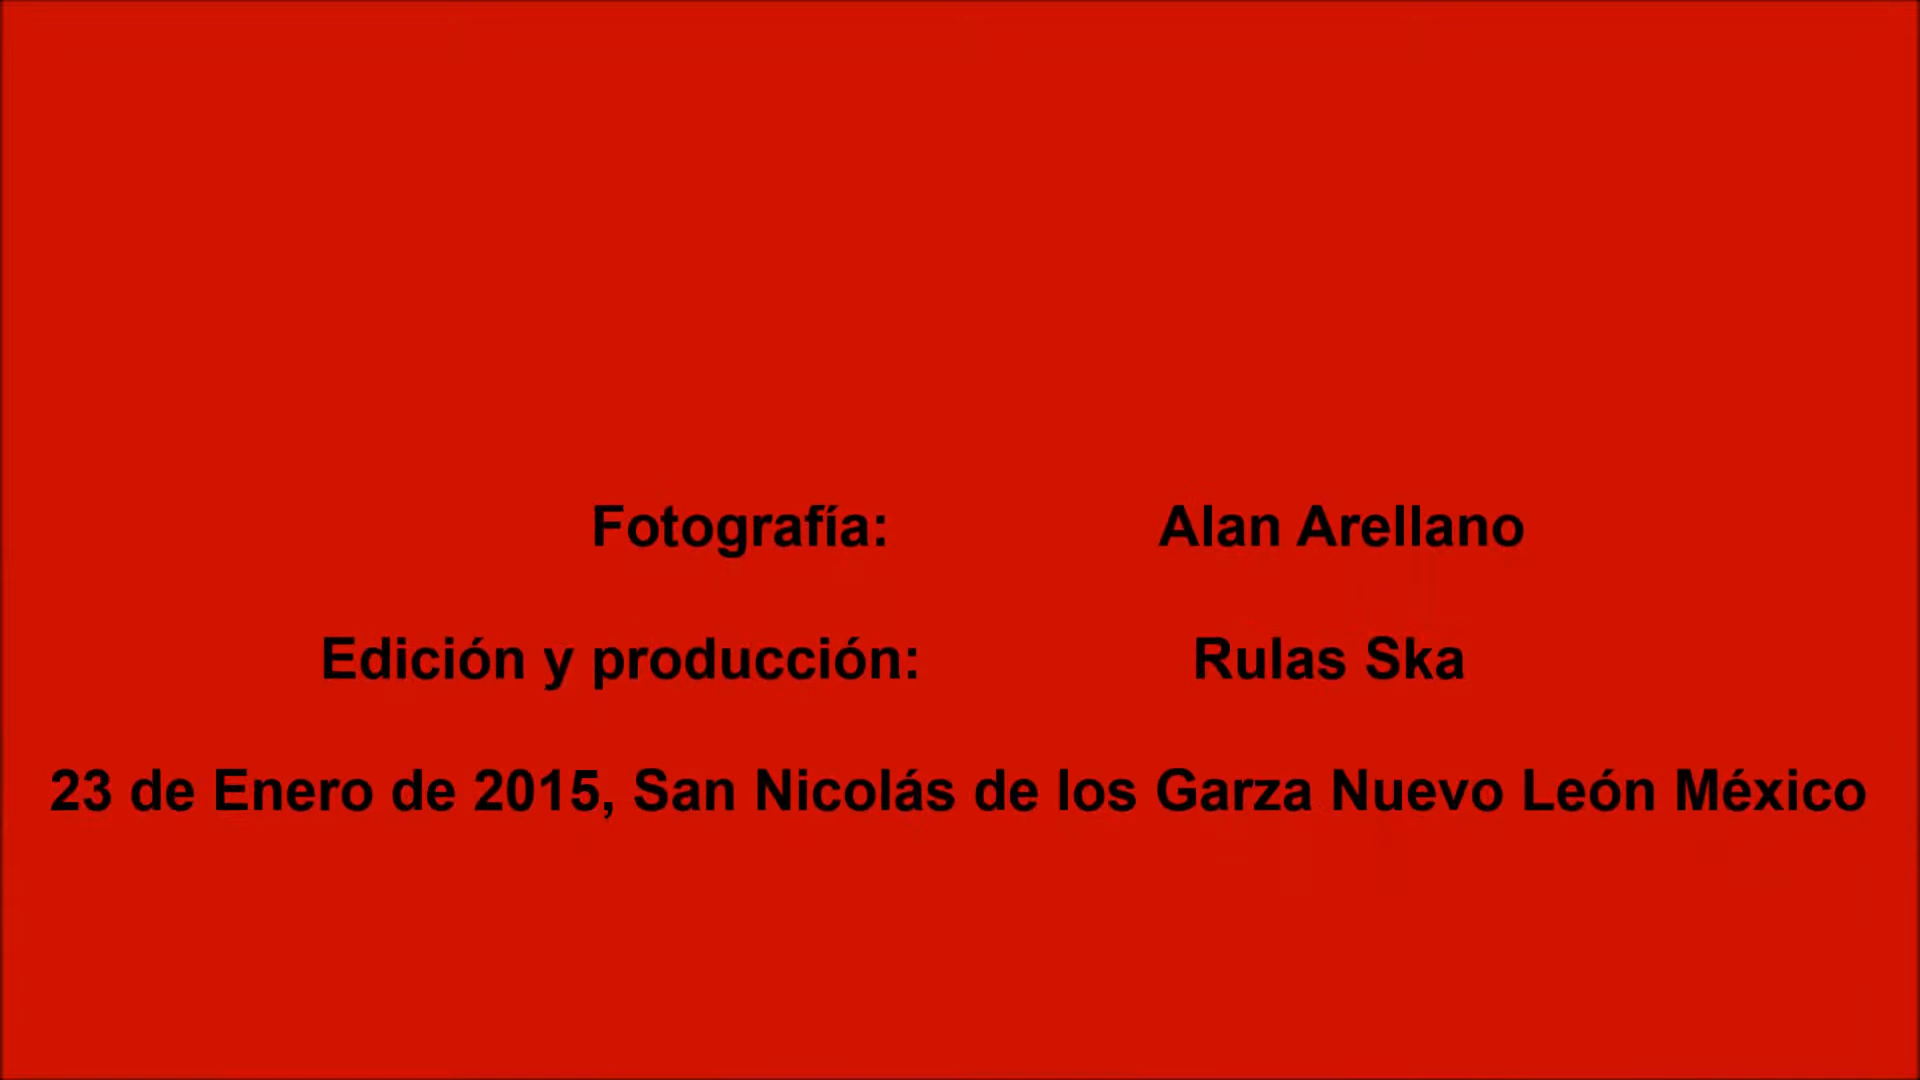 Fotografía: Alan Arellano
Edición y producción: Rulas Ska
23 de Enero de 2015, San Nicolás de los Garza Nuevo León México